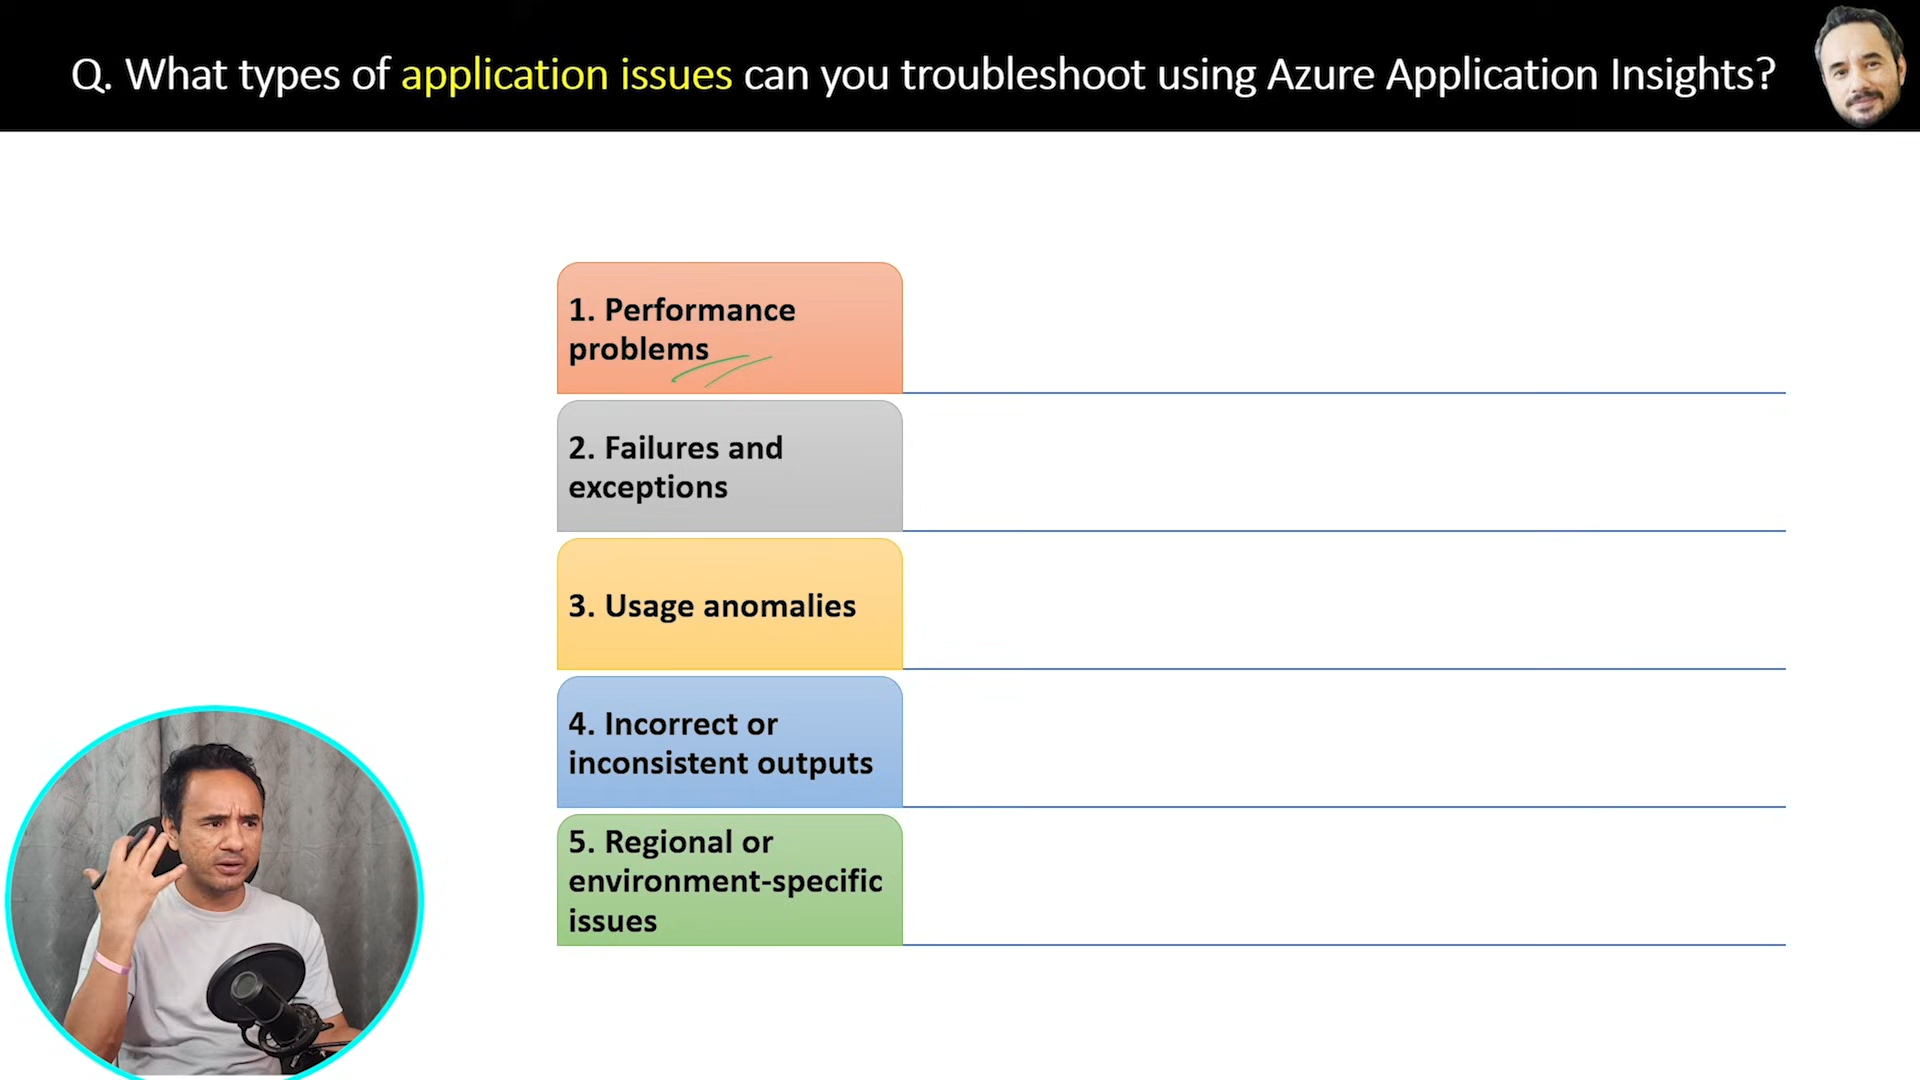 Q. What types of application issues can you troubleshoot using Azure Application Insights?
1. Performance
problems
2. Failures and
exceptions
3. Usage anomalies
4. Incorrect or
inconsistent outputs
5. Regional or
environment-specific
issues